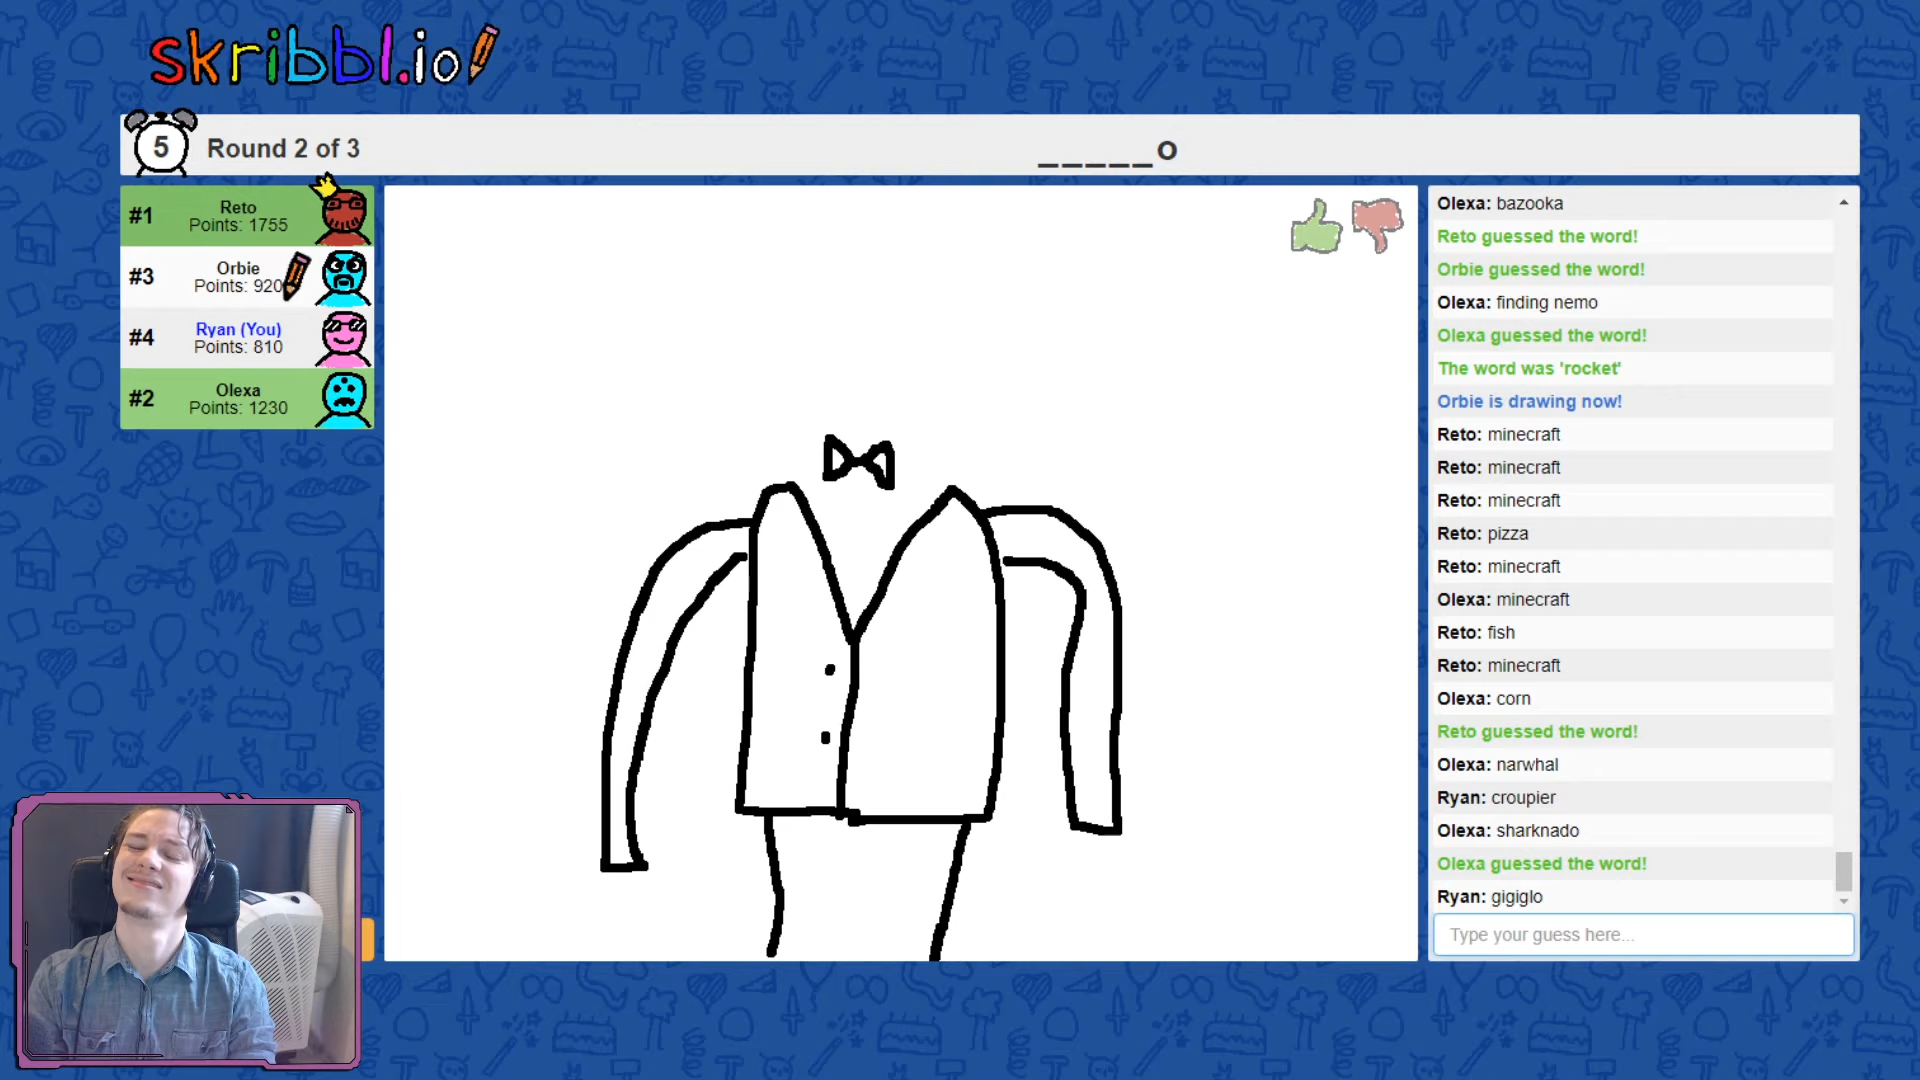 skribbl.io
5
Round 2 of 3
_____o
#1
Reto
Points: 1755
#3
Orbie
Points: 920
#4
Ryan (You)
Points: 810
#2
Olexa
Points: 1230
Olexa: bazooka
Reto guessed the word!
Orbie guessed the word!
Olexa: finding nemo
Olexa guessed the word!
The word was 'rocket'
Orbie is drawing now!
Reto: minecraft
Reto: minecraft
Reto: minecraft
Reto: pizza
Reto: minecraft
Olexa: minecraft
Reto: fish
Reto: minecraft
Olexa: corn
Reto guessed the word!
Olexa: narwhal
Ryan: croupier
Olexa: sharknado
Olexa guessed the word!
Ryan: gigiglo
Type your guess here...